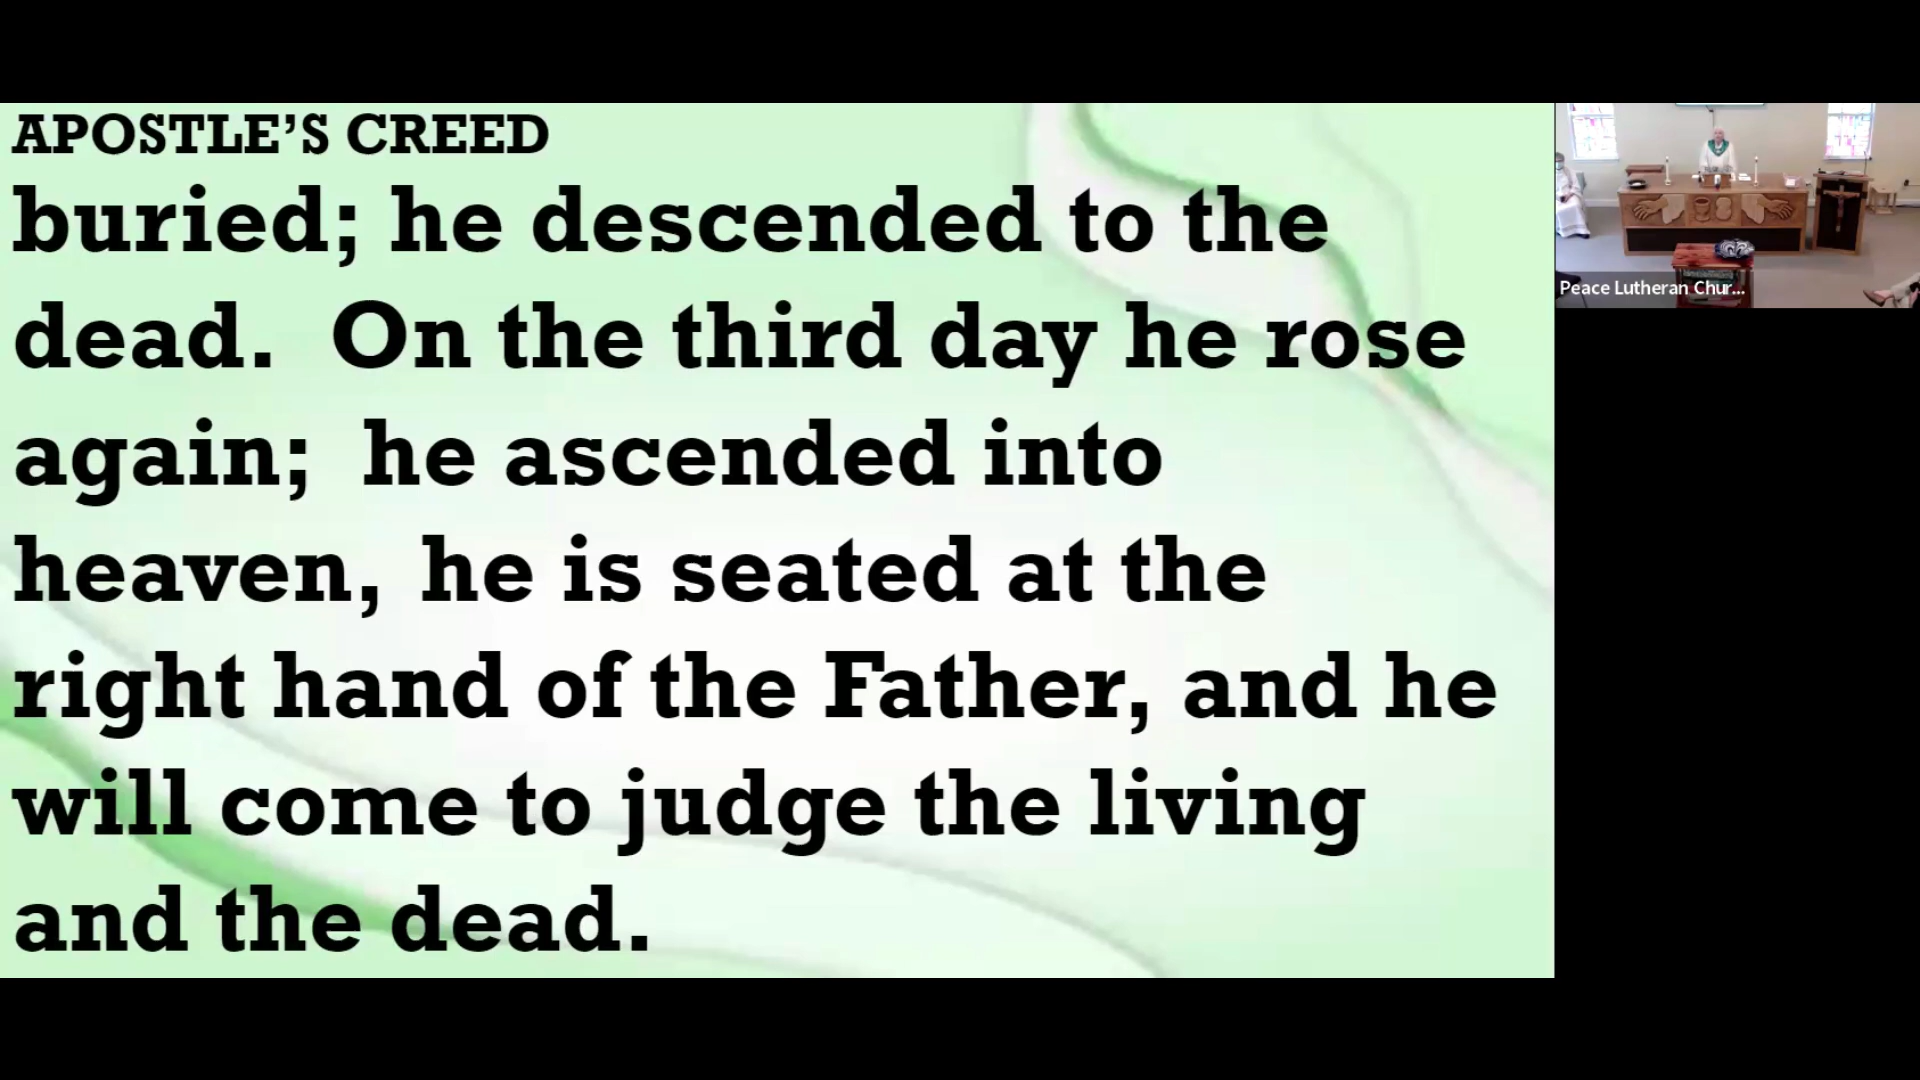 APOSTLE’S CREED
buried; he descended to the
dead.  On the third day he rose
again;  he ascended into
heaven, he is seated at the
right hand of the Father, and he
will come to judge the living
and the dead.
Peace Lutheran Chur...